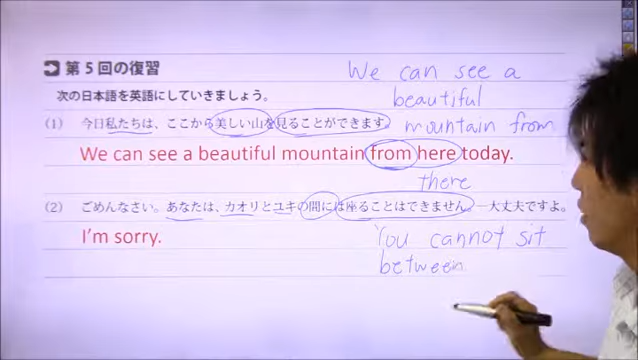 ➲ 第5回の復習
We can see a
beautiful
次の日本語を英語にしていきましょう。
(1) 今日私たちは、ここから美しい山を見ることができます。
mountain from
We can see a beautiful mountain from here today.
there
(2) ごめんなさい。あなたは、カオリとユキの間には座ることはできません。―大丈夫ですよ。
I'm sorry.
You cannot sit
between